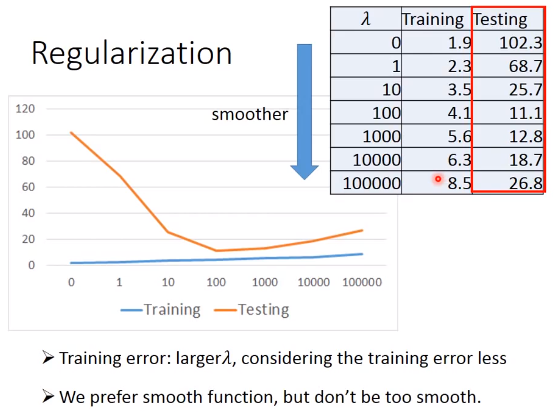 Regularization
λ Training Testing
0 1.9 102.3
1 2.3 68.7
10 3.5 25.7
100 4.1 11.1
1000 5.6 12.8
10000 6.3 18.7
100000 8.5 26.8
smoother
120
100
80
60
40
20
0
0 1 10 100 1000 10000 100000
Training Testing
➢ Training error: largerλ, considering the training error less
➢ We prefer smooth function, but don’t be too smooth.